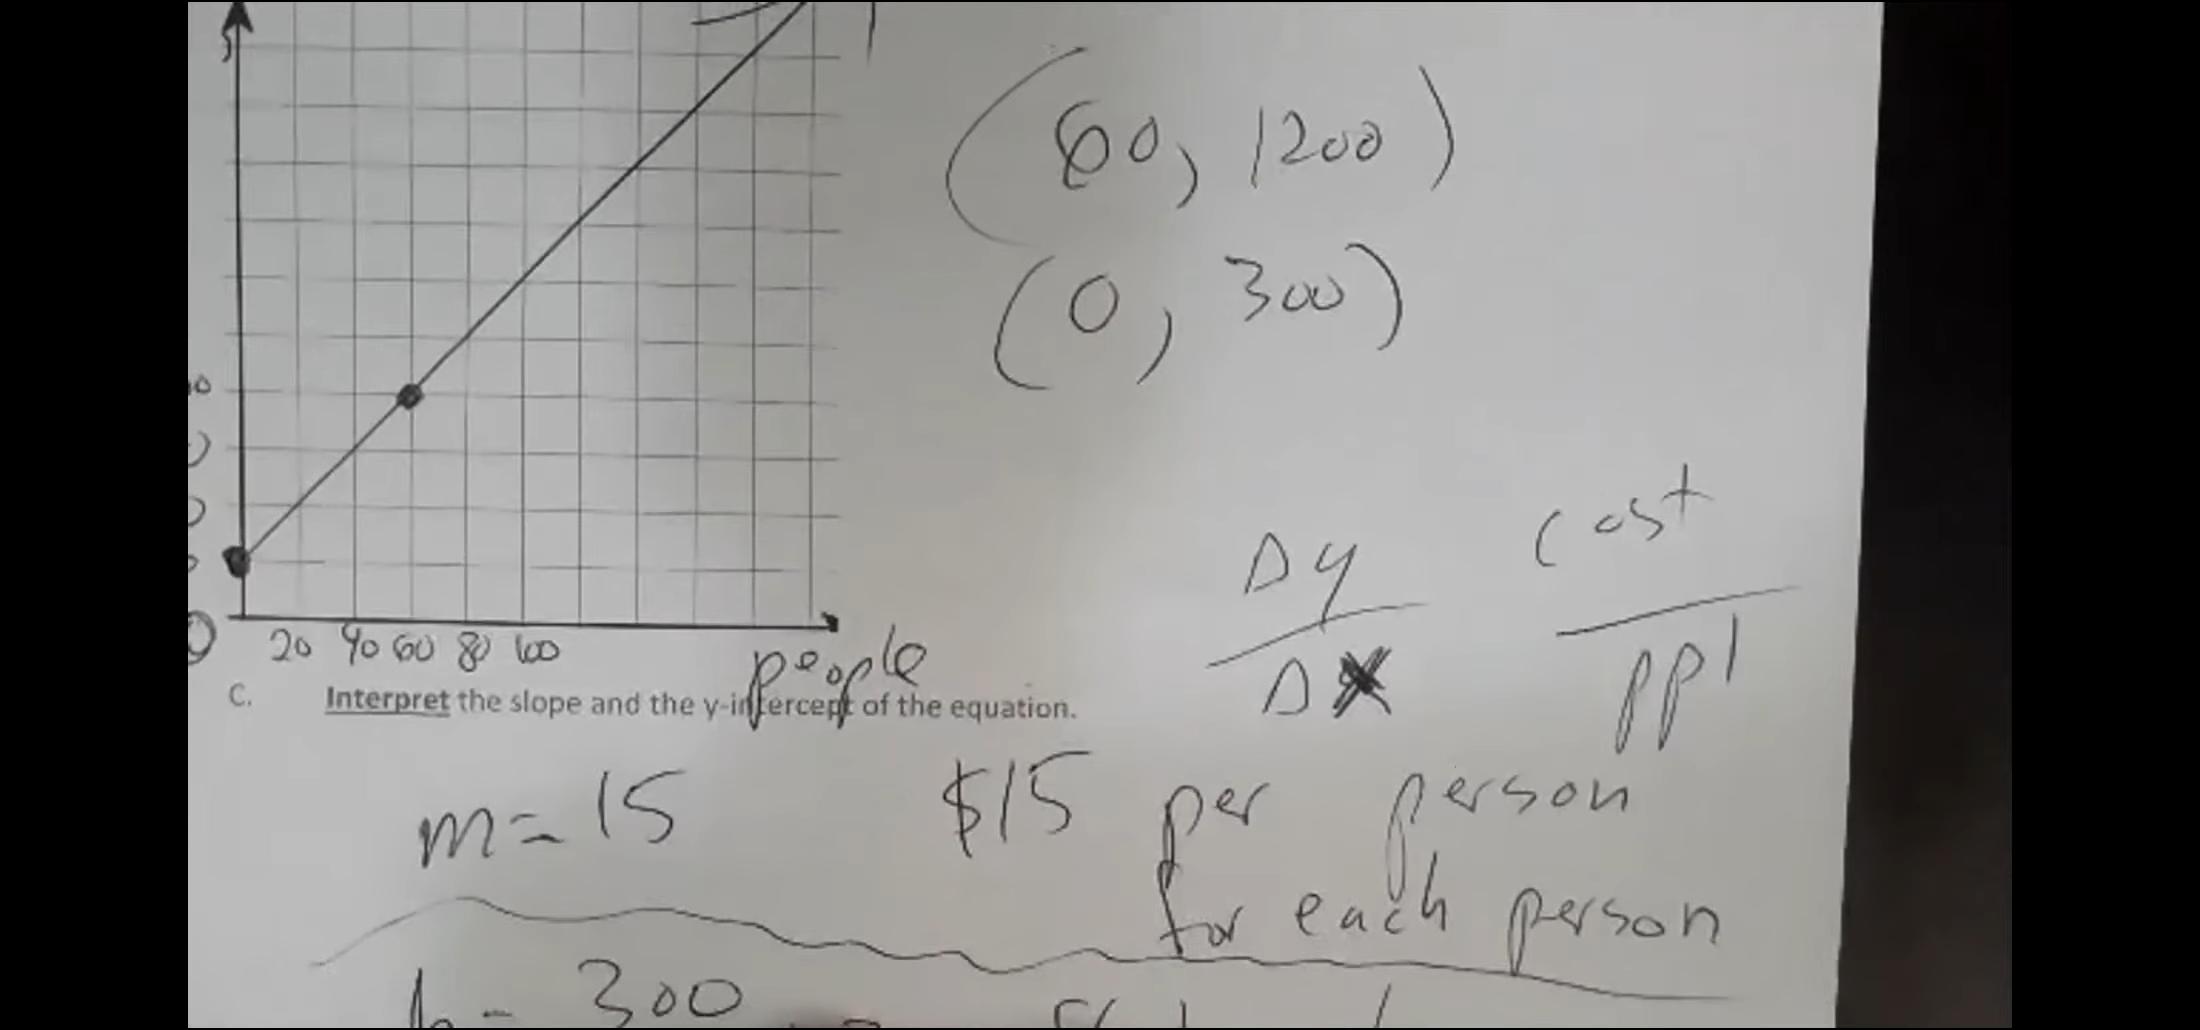 $
(60, 1200)
(0, 300)
0
20 40 60 80 100
people
C. Interpret the slope and the y-intercept of the equation.
Δy cost
Δx ppl
m = 15 $15 per person
for each person
b = 300